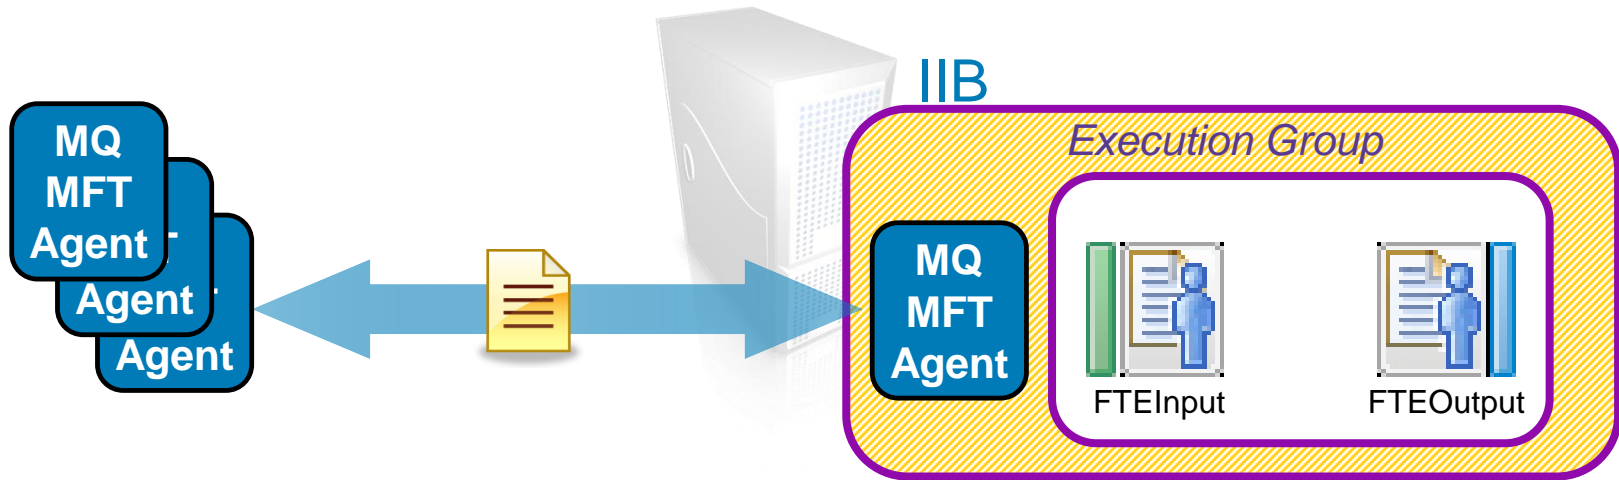 IIB
MQ
MFT
Agent
T
Agent
Agent
Execution Group
MQ
MFT
Agent
FTEInput
FTEOutput